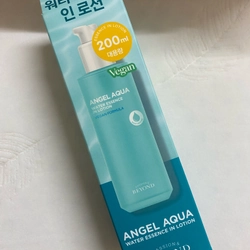 워터
인 로션
200ml
대용량
Vegan
ANGEL AQUA
WATER ESSENCE
IN LOTION
BEYOND
ANGEL AQUA
WATER ESSENCE IN LOTION